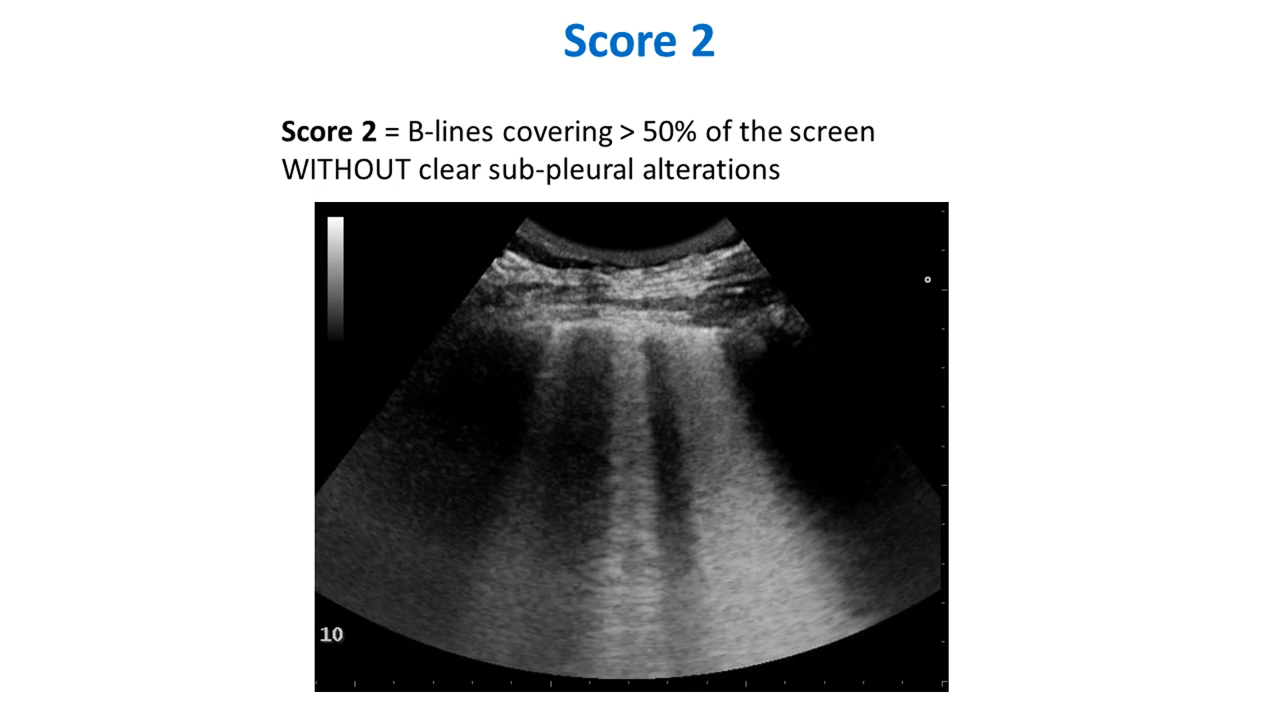 Score 2
Score 2 = B-lines covering > 50% of the screen
WITHOUT clear sub-pleural alterations
10